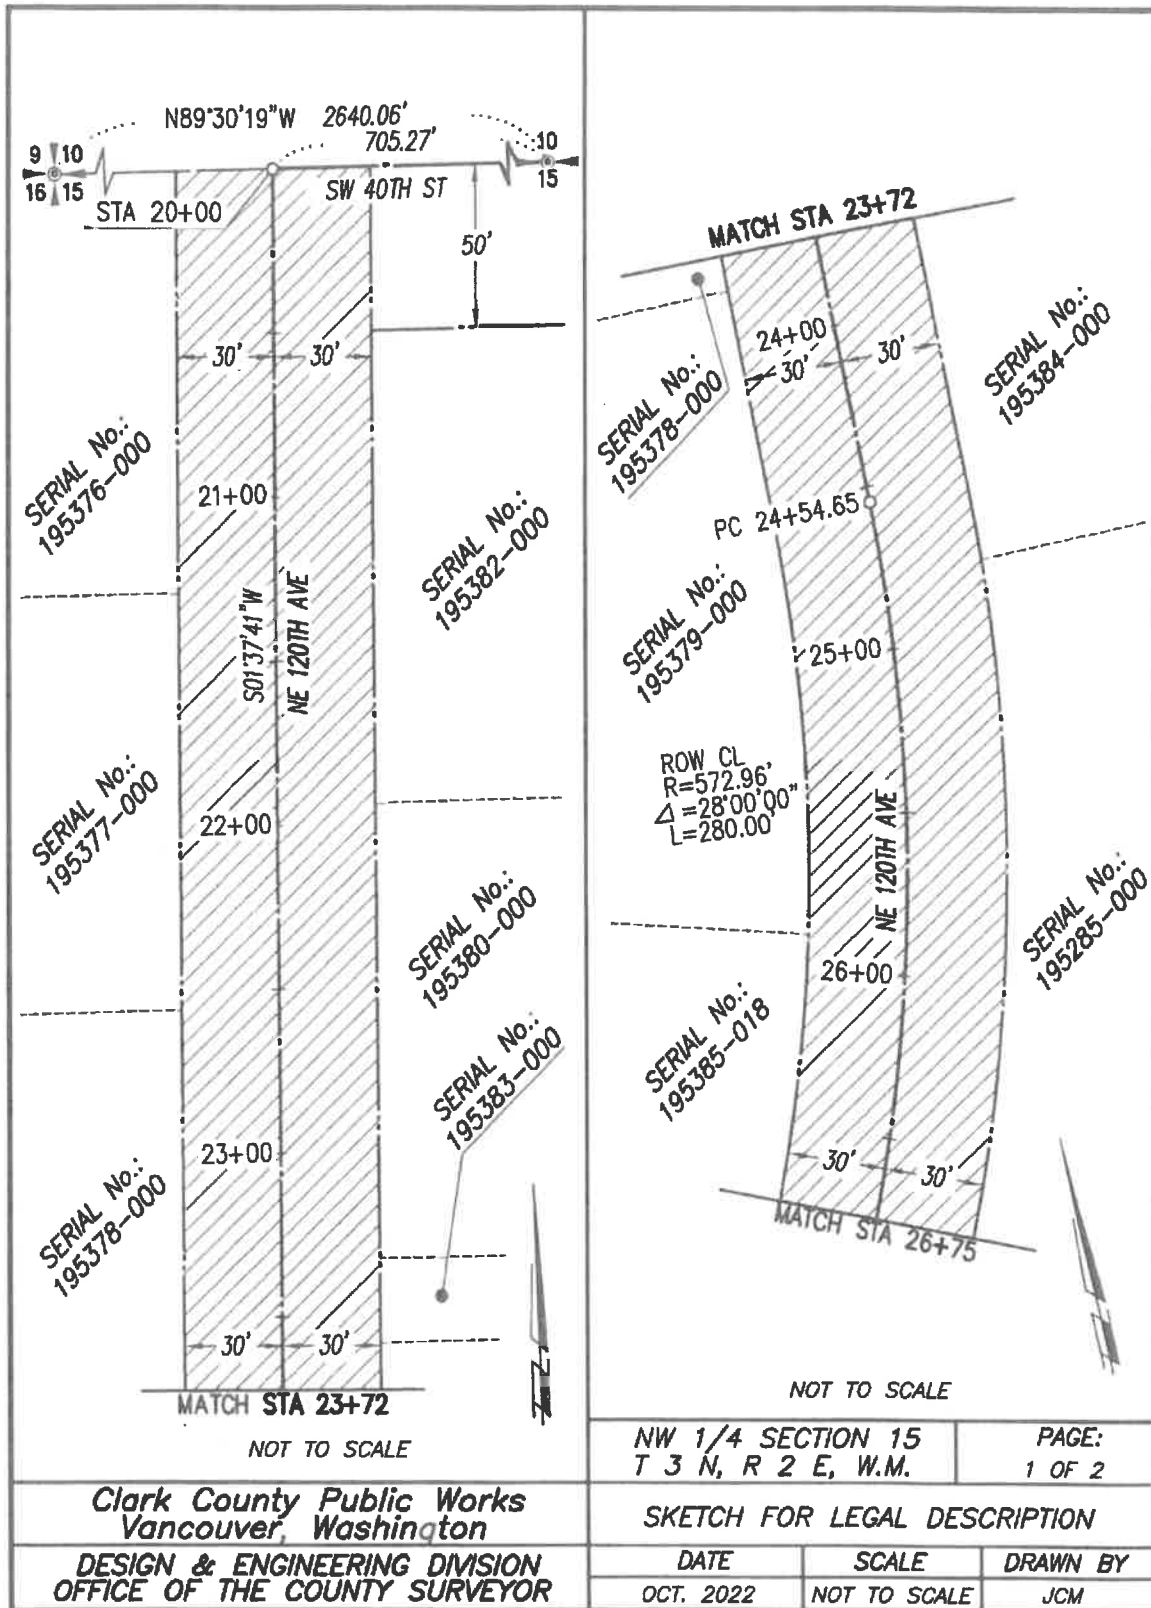 N89°30'19"W 2640.06'
705.27'
9 10
16 15
10
15
STA 20+00
SW 40TH ST
50'
30' 30'
SERIAL No.:
195376-000
21+00
SERIAL No.:
195382-000
S01°37'41"W
NE 120TH AVE
SERIAL No.:
195377-000
22+00
SERIAL No.:
195380-000
SERIAL No.:
195383-000
23+00
SERIAL No.:
195378-000
30' 30'
MATCH STA 23+72
NOT TO SCALE
MATCH STA 23+72
24+00
30' 30'
SERIAL No.:
195378-000
SERIAL No.:
195384-000
PC 24+54.65
SERIAL No.:
195379-000
25+00
ROW CL
R=572.96'
Δ=28°00'00"
L=280.00'
NE 120TH AVE
SERIAL No.:
195285-000
26+00
SERIAL No.:
195385-018
30' 30'
MATCH STA 26+75
NOT TO SCALE
NW 1/4 SECTION 15
T 3 N, R 2 E, W.M.
PAGE:
1 OF 2
Clark County Public Works
Vancouver, Washington
SKETCH FOR LEGAL DESCRIPTION
DESIGN & ENGINEERING DIVISION
OFFICE OF THE COUNTY SURVEYOR
DATE SCALE DRAWN BY
OCT. 2022 NOT TO SCALE JCM